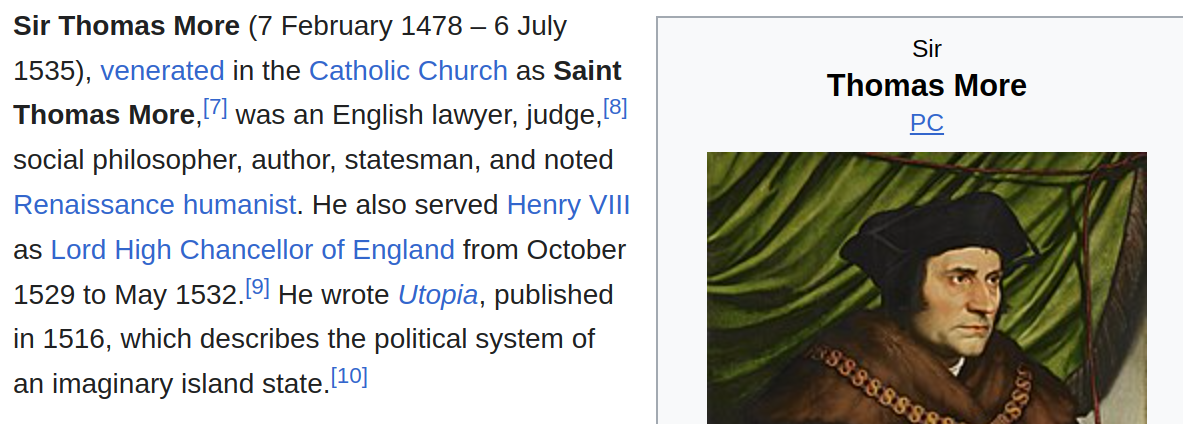 Sir Thomas More (7 February 1478 – 6 July
1535), venerated in the Catholic Church as Saint
Thomas More,[7] was an English lawyer, judge,[8]
social philosopher, author, statesman, and noted
Renaissance humanist. He also served Henry VIII
as Lord High Chancellor of England from October
1529 to May 1532.[9] He wrote Utopia, published
in 1516, which describes the political system of
an imaginary island state.[10]
Sir
Thomas More
PC